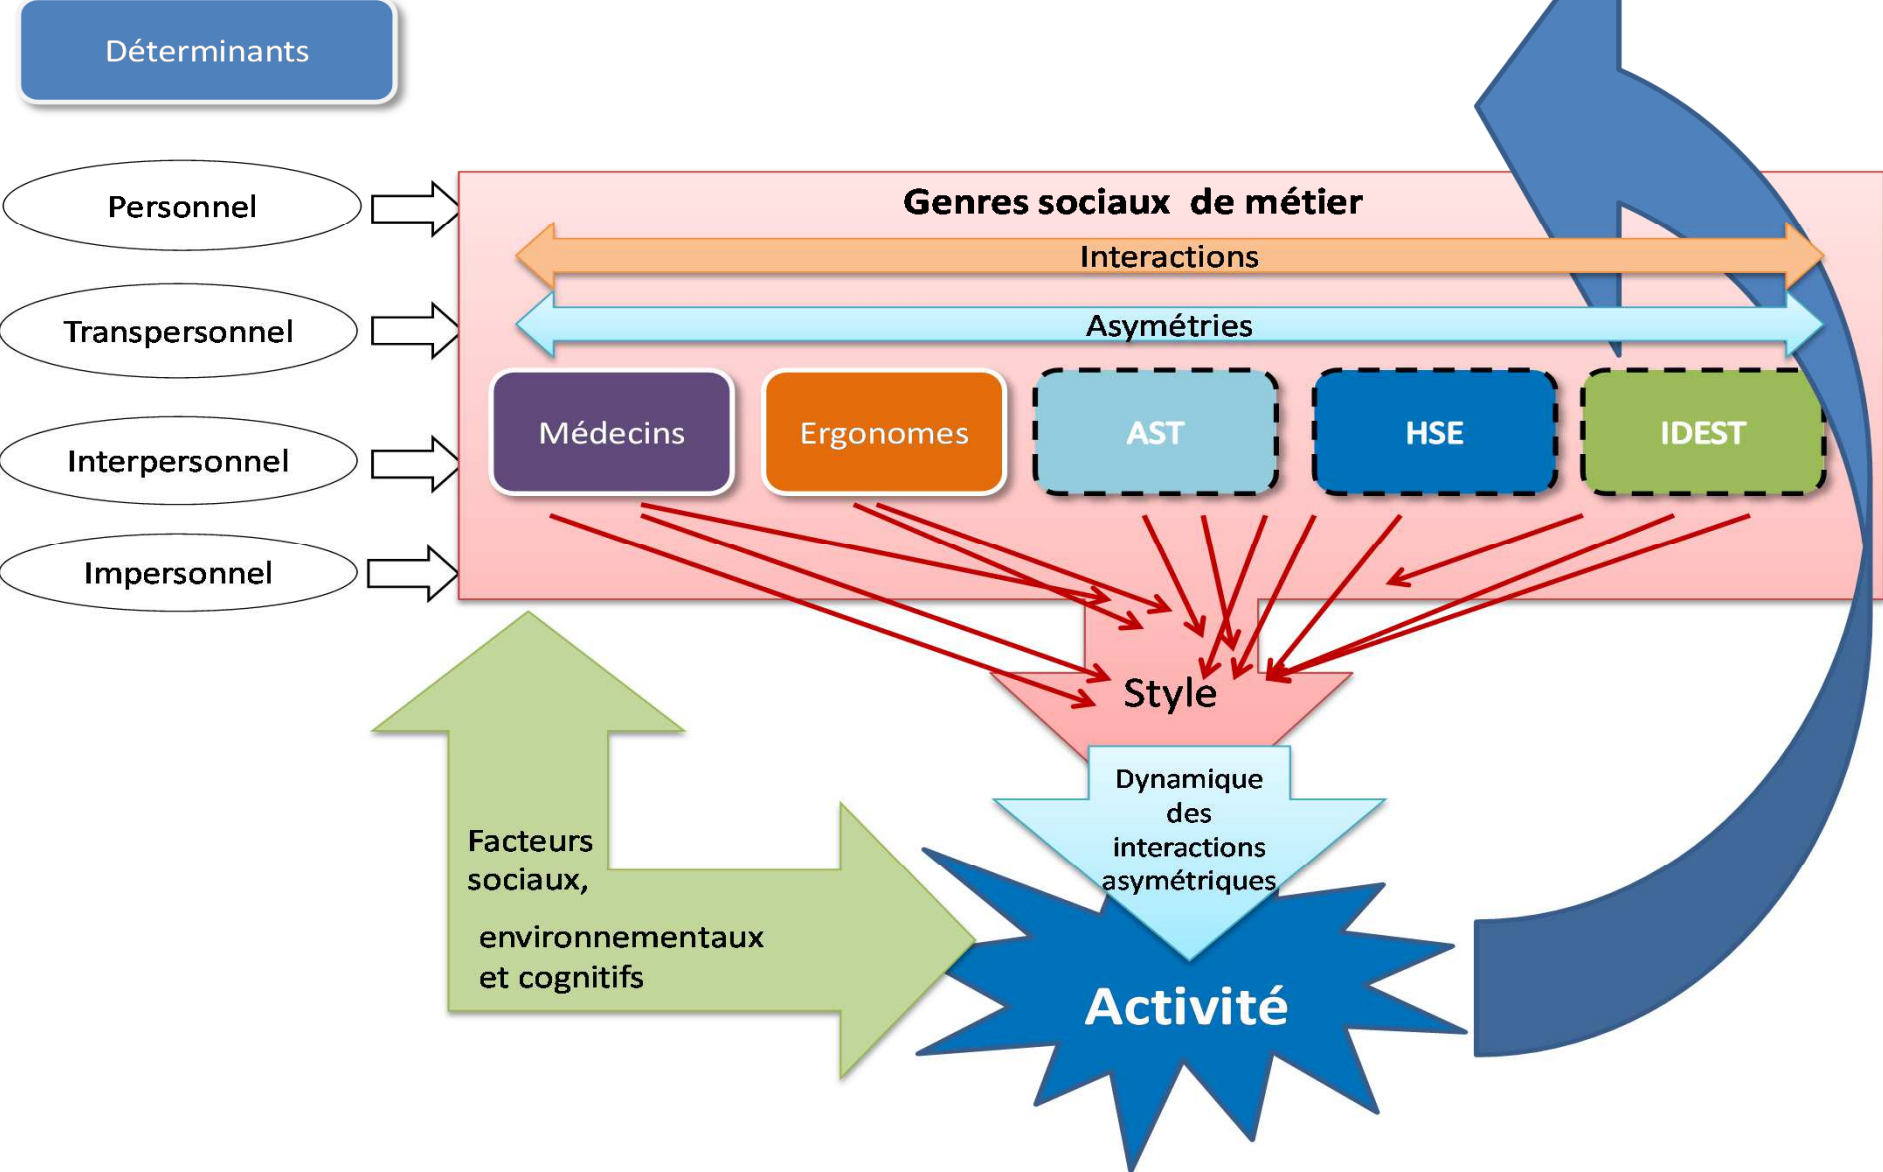 Déterminants
Personnel
Transpersonnel
Interpersonnel
Impersonnel
Genres sociaux de métier
Interactions
Asymétries
Médecins
Ergonomes
AST
HSE
IDEST
Style
Dynamique
des
interactions
asymétriques
Facteurs
sociaux,
environnementaux
et cognitifs
Activité